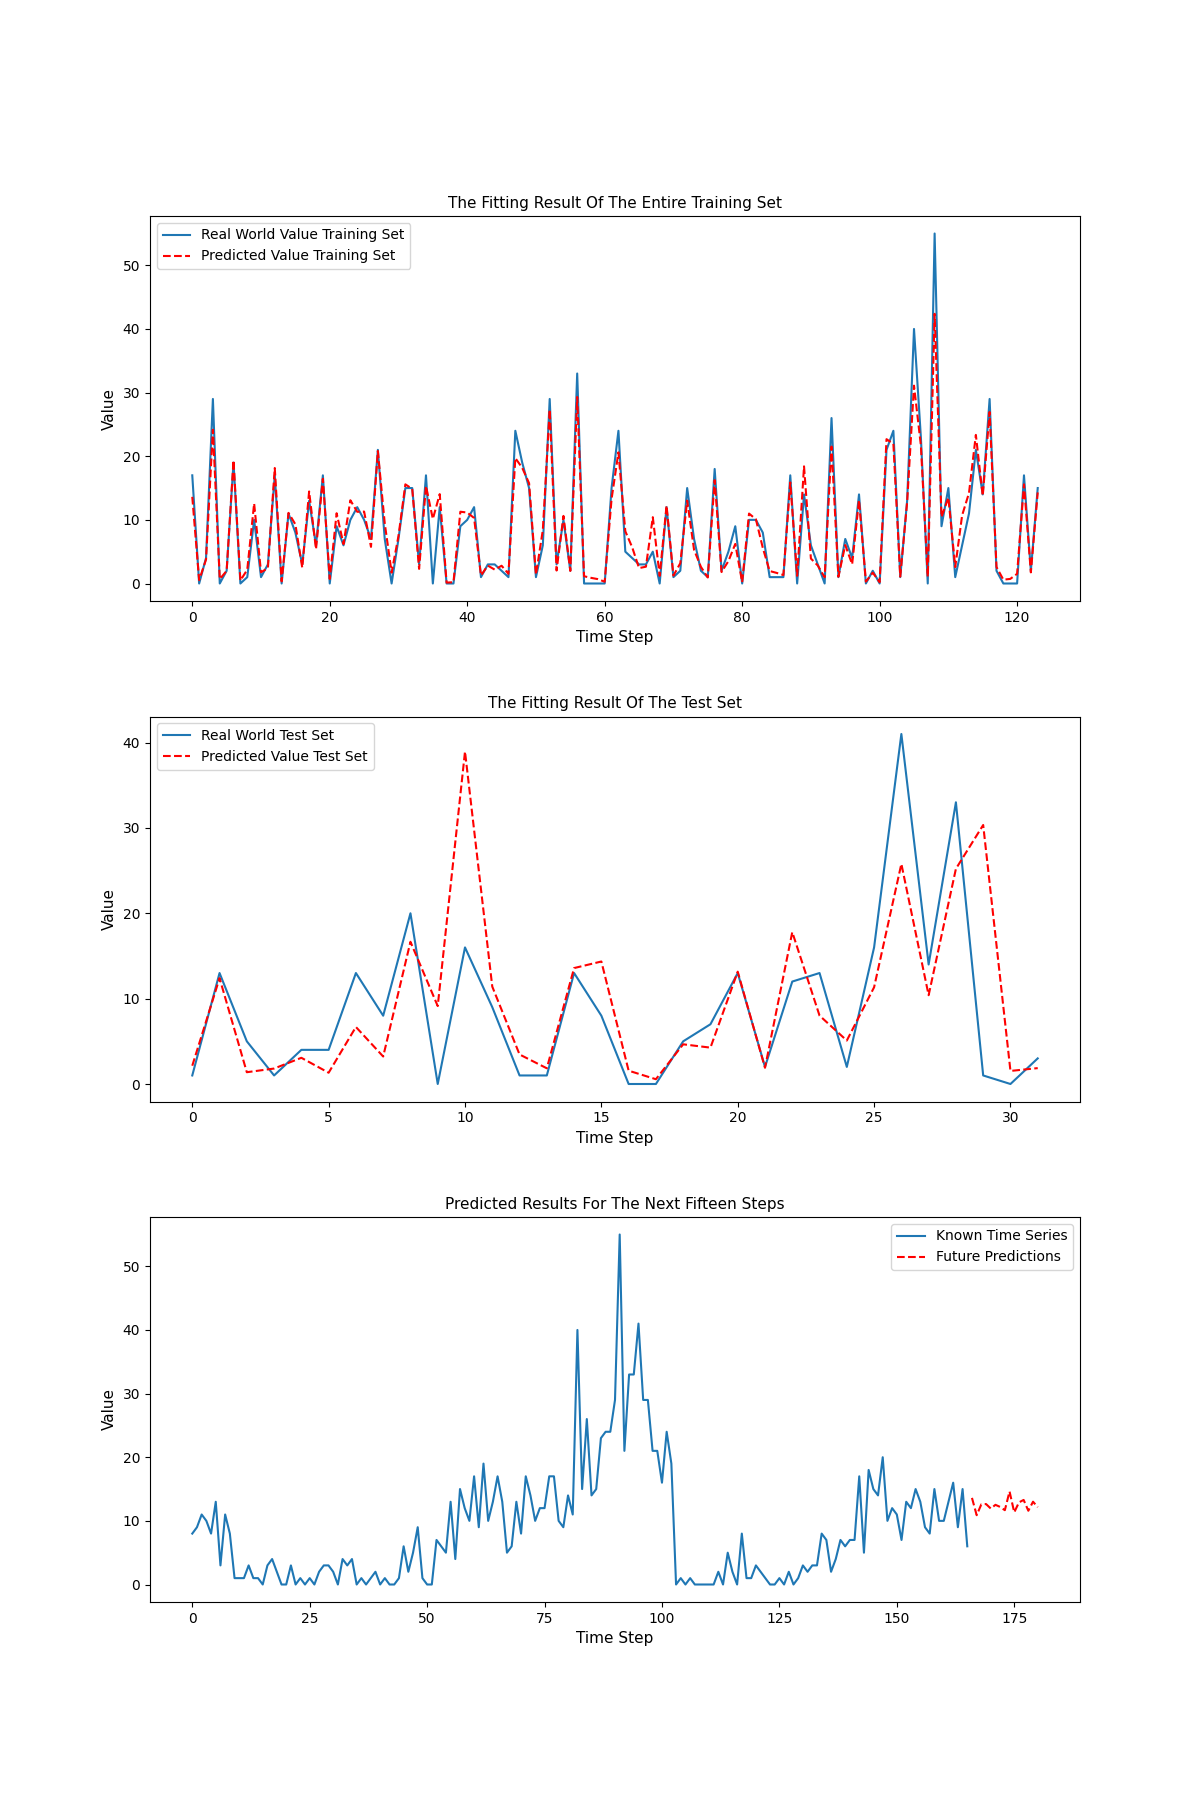 The Fitting Result Of The Entire Training Set
Real World Value Training Set
Predicted Value Training Set
Value
50
40
30
20
10
0
0 20 40 60 80 100 120
Time Step
The Fitting Result Of The Test Set
Real World Test Set
Predicted Value Test Set
Value
40
30
20
10
0
0 5 10 15 20 25 30
Time Step
Predicted Results For The Next Fifteen Steps
Known Time Series
Future Predictions
Value
50
40
30
20
10
0
0 25 50 75 100 125 150 175
Time Step